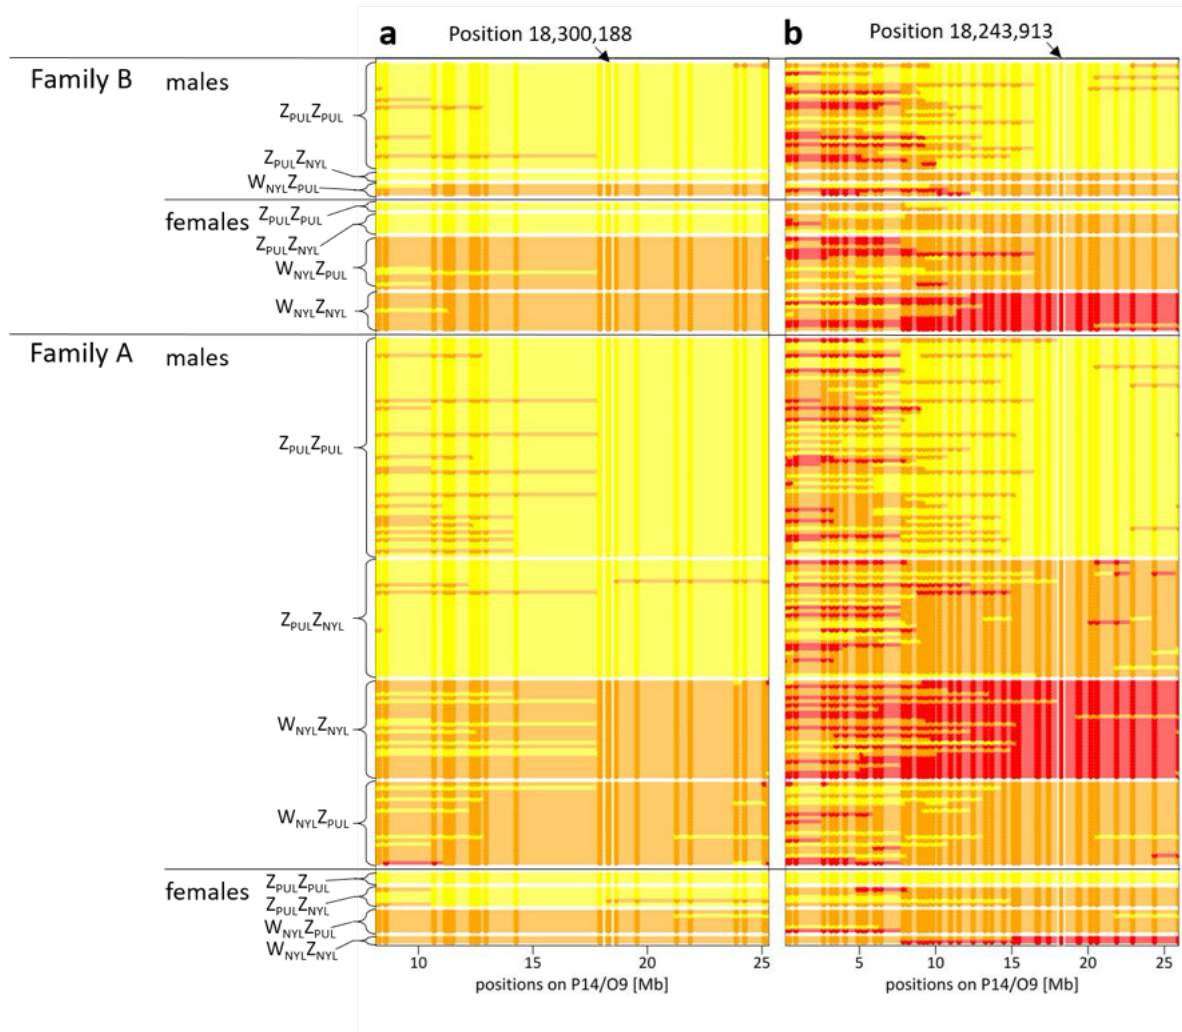 a
Position 18,300,188
b
Position 18,243,913
Family B
males
ZPULZPUL
ZPULZNYL
WNYLZPUL
females
ZPULZPUL
ZPULZNYL
WNYLZPUL
WNYLZNYL
Family A
males
ZPULZPUL
ZPULZNYL
WNYLZNYL
WNYLZPUL
females
ZPULZPUL
ZPULZNYL
WNYLZPUL
WNYLZNYL
10 15 20 25
5 10 15 20 25
positions on P14/O9 [Mb]
positions on P14/O9 [Mb]